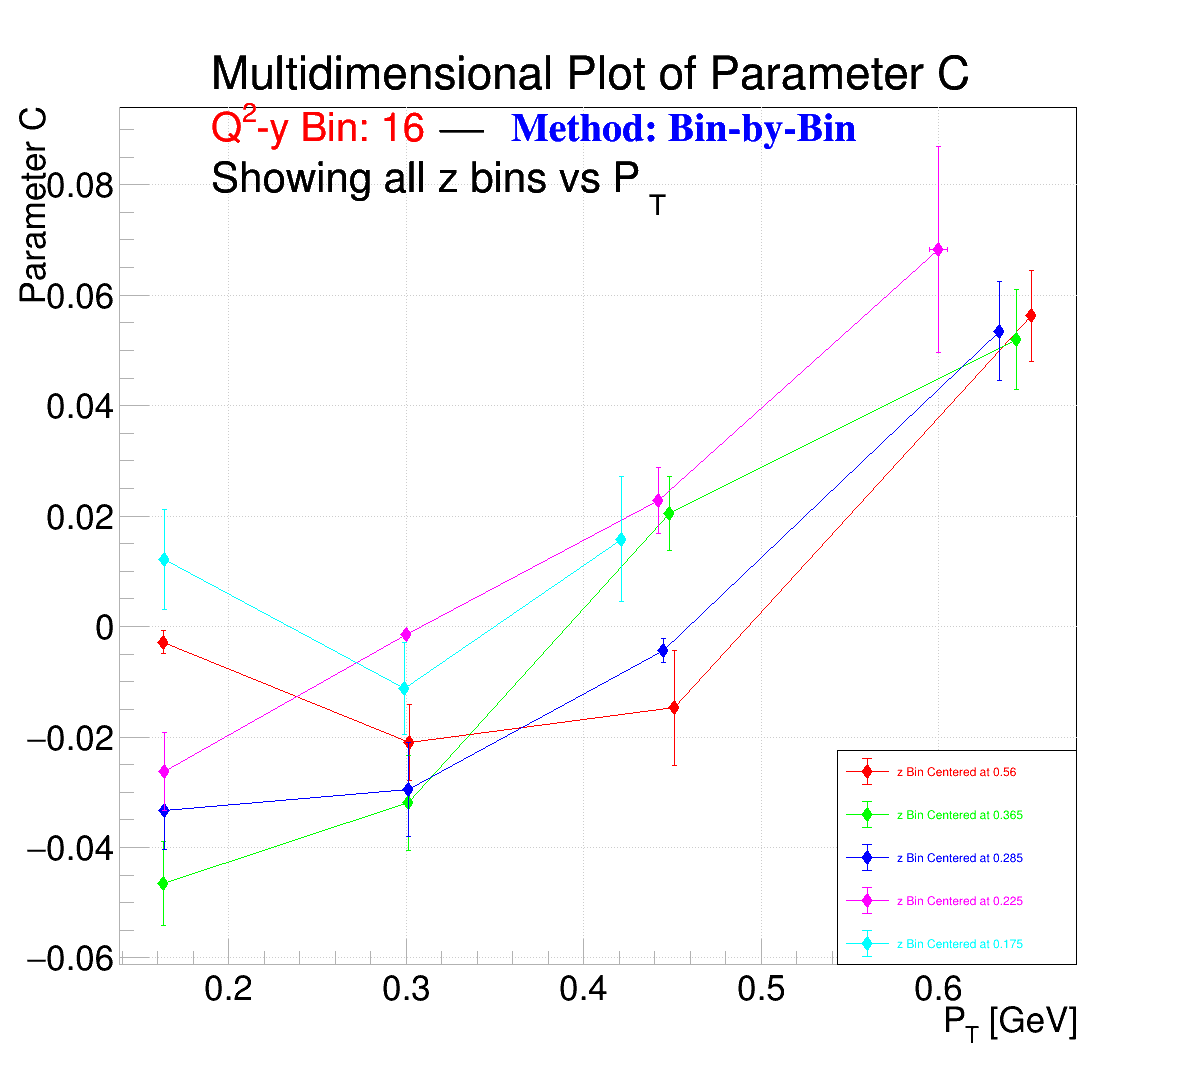 Multidimensional Plot of Parameter C
Q²-y Bin: 16 — Method: Bin-by-Bin
Showing all z bins vs P_T
Parameter C
0.08
0.06
0.04
0.02
0
−0.02
−0.04
−0.06
z Bin Centered at 0.56
z Bin Centered at 0.365
z Bin Centered at 0.285
z Bin Centered at 0.225
z Bin Centered at 0.175
0.2 0.3 0.4 0.5 0.6
P_T [GeV]